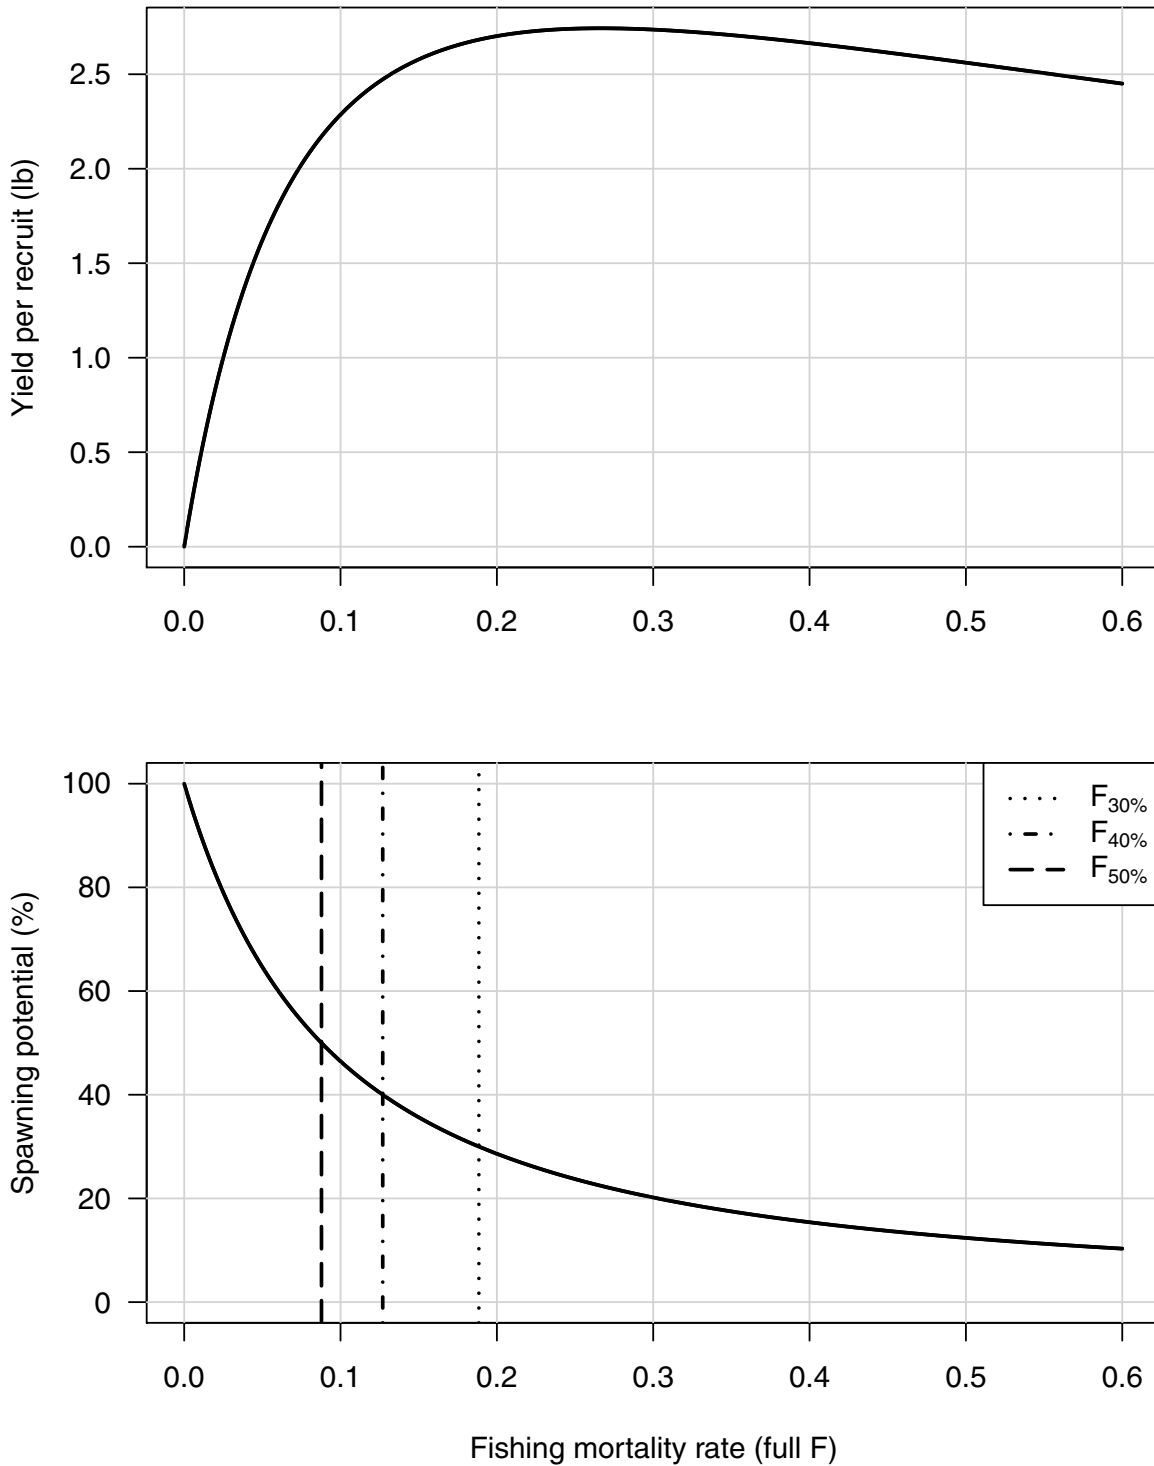 Yield per recruit (lb)
2.5
2.0
1.5
1.0
0.5
0.0
0.0 0.1 0.2 0.3 0.4 0.5 0.6
Spawning potential (%)
100
80
60
40
20
0
F30%
F40%
F50%
0.0 0.1 0.2 0.3 0.4 0.5 0.6
Fishing mortality rate (full F)